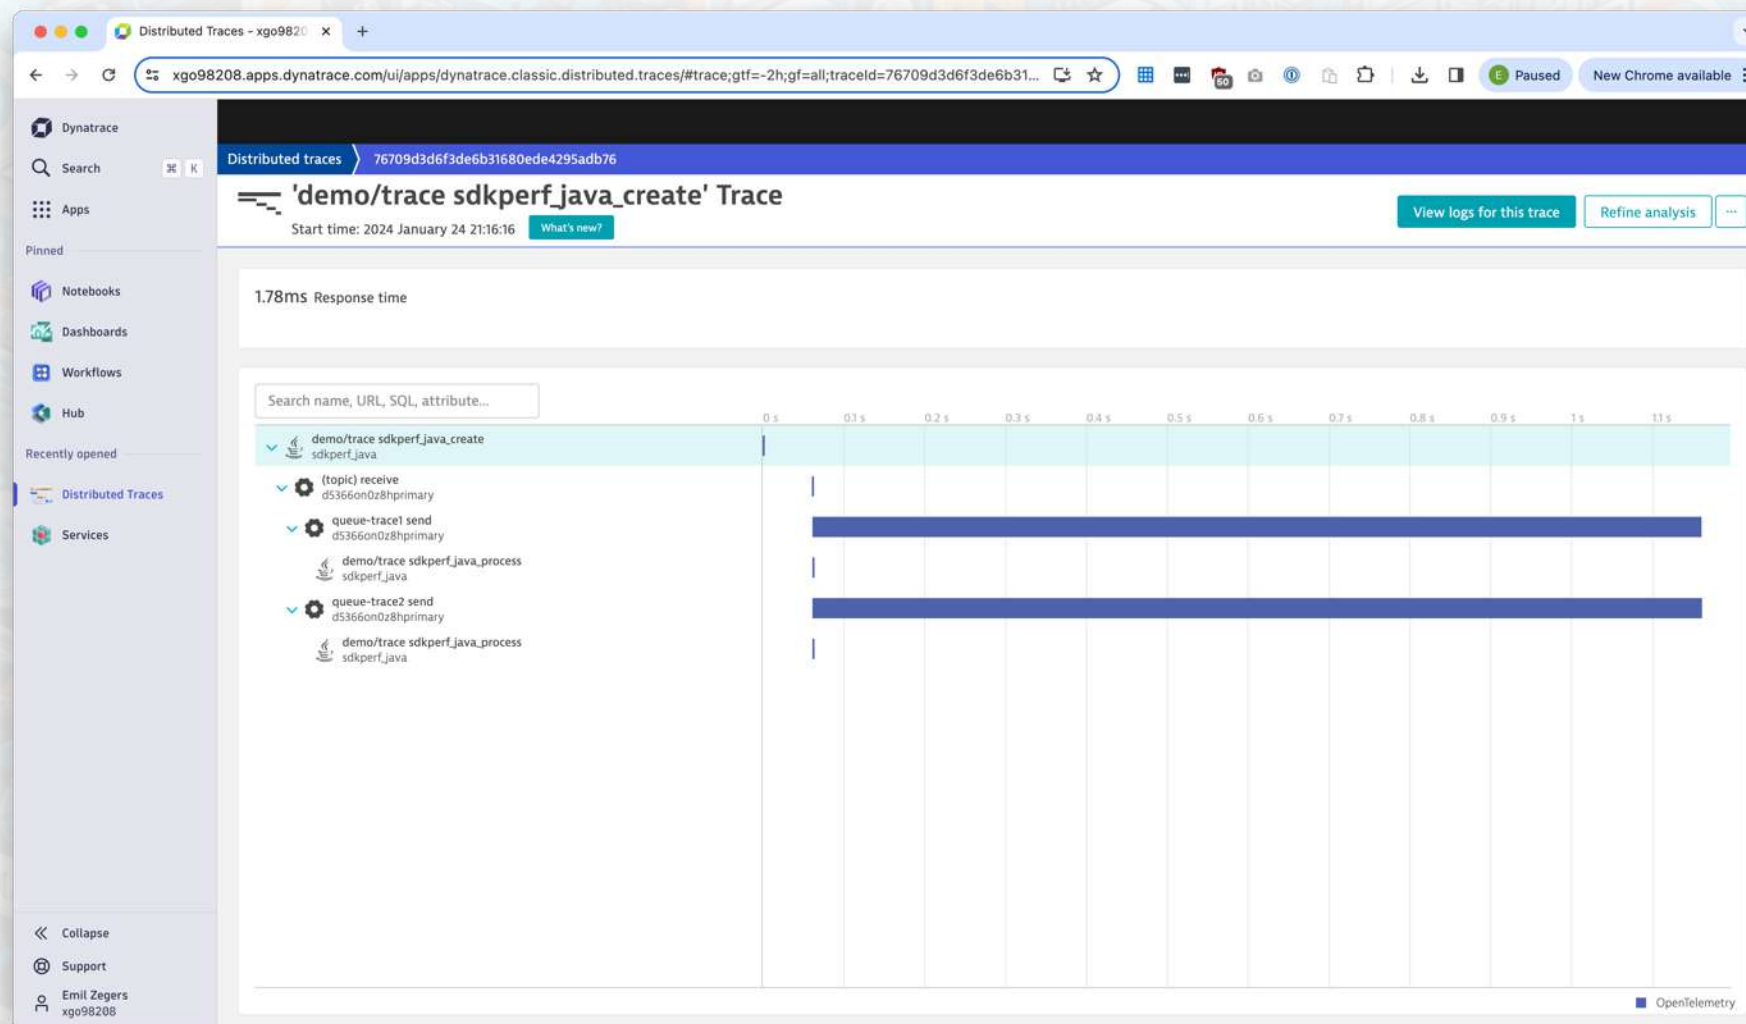 Distributed Traces - xgo9820
xgo98208.apps.dynatrace.com/ui/apps/dynatrace.classic.distributed.traces/#trace;gtf=-2h;gf=all;traceId=76709d3d6f3de6b31...
50
E Paused
New Chrome available
Dynatrace
Search ⌘ K
Apps
Pinned
Notebooks
Dashboards
Workflows
Hub
Recently opened
Distributed Traces
Services
Collapse
Support
Emil Zegers
xgo98208
Distributed traces 76709d3d6f3de6b31680ede4295adb76
'demo/trace sdkperf_java_create' Trace
Start time: 2024 January 24 21:16:16 What's new?
View logs for this trace
Refine analysis
...
1.78ms Response time
Search name, URL, SQL, attribute...
0 s 0.1 s 0.2 s 0.3 s 0.4 s 0.5 s 0.6 s 0.7 s 0.8 s 0.9 s 1 s 1.1 s
demo/trace sdkperf_java_create
sdkperf_java
(topic) receive
d5366on0z8hprimary
queue-trace1 send
d5366on0z8hprimary
demo/trace sdkperf_java_process
sdkperf_java
queue-trace2 send
d5366on0z8hprimary
demo/trace sdkperf_java_process
sdkperf_java
OpenTelemetry